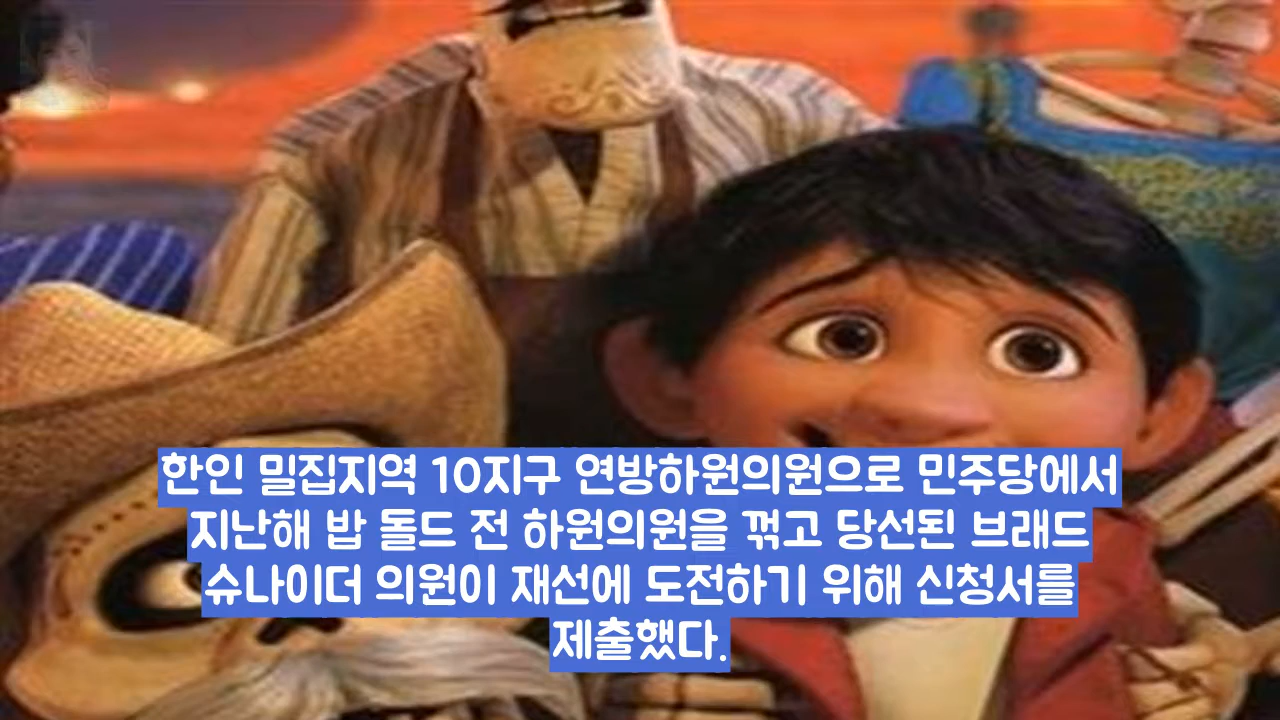 한인 밀집지역 10지구 연방하원의원으로 민주당에서
지난해 밥 돌드 전 하원의원을 꺾고 당선된 브래드
슈나이더 의원이 재선에 도전하기 위해 신청서를
제출했다.